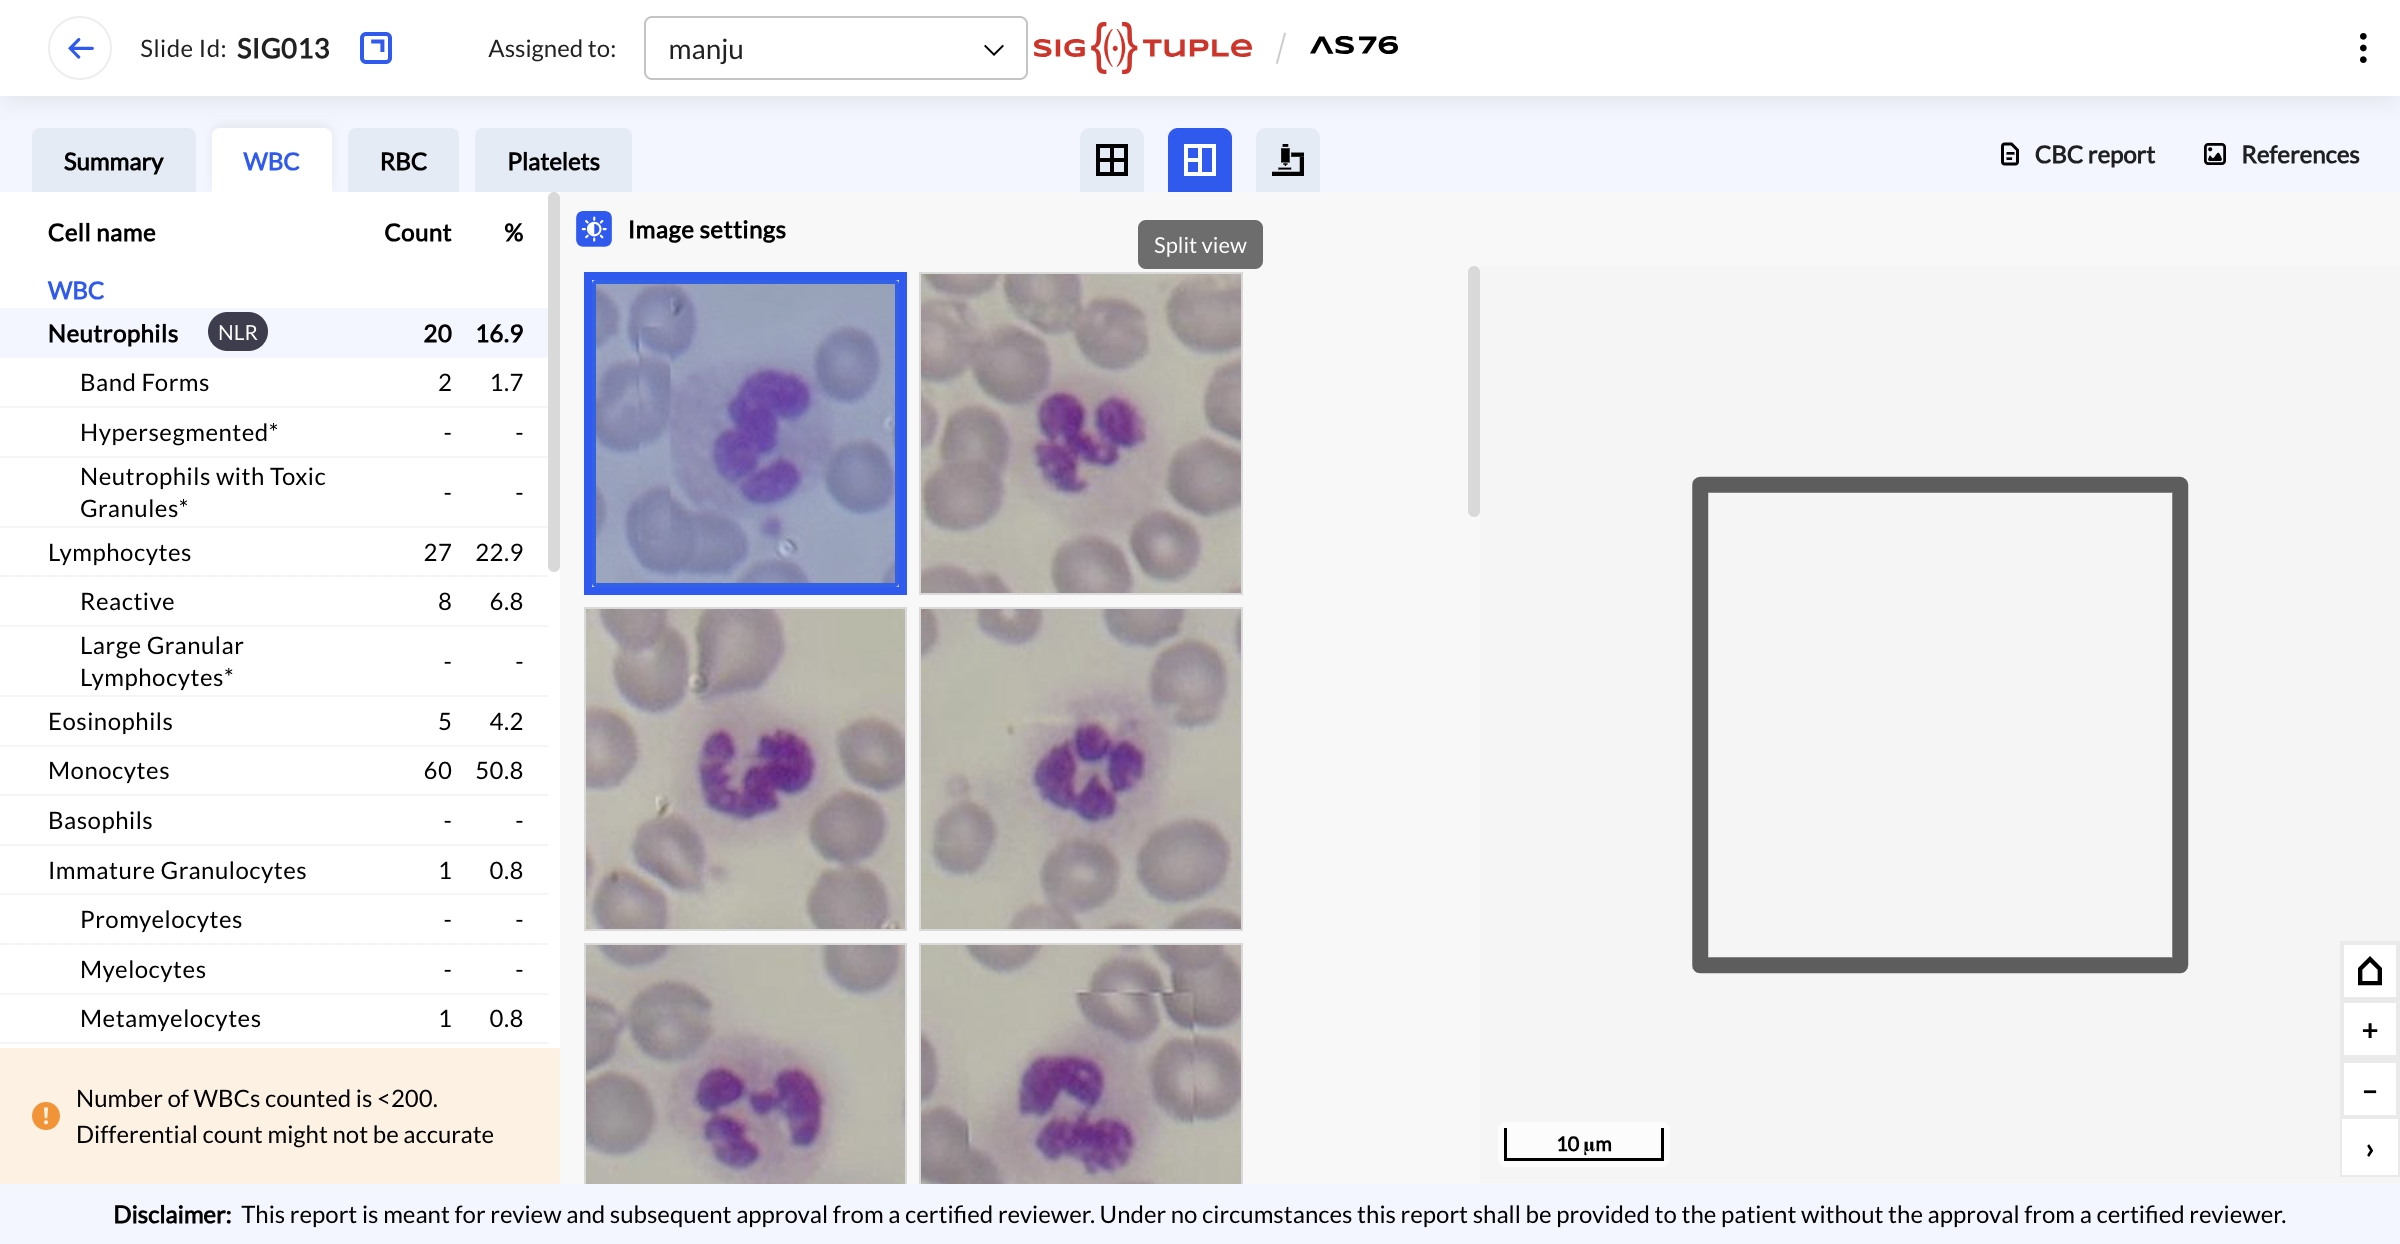 Slide Id: SIG013
Assigned to: manju
SIG{(·)}TUPLE / AS76
Summary WBC RBC Platelets
CBC report References
Cell name Count %
Image settings
Split view
WBC
Neutrophils NLR 20 16.9
Band Forms 2 1.7
Hypersegmented* - -
Neutrophils with Toxic
Granules* - -
Lymphocytes 27 22.9
Reactive 8 6.8
Large Granular
Lymphocytes* - -
Eosinophils 5 4.2
Monocytes 60 50.8
Basophils - -
Immature Granulocytes 1 0.8
Promyelocytes - -
Myelocytes - -
Metamyelocytes 1 0.8
Number of WBCs counted is <200.
Differential count might not be accurate
10 μm
Disclaimer: This report is meant for review and subsequent approval from a certified reviewer. Under no circumstances this report shall be provided to the patient without the approval from a certified reviewer.